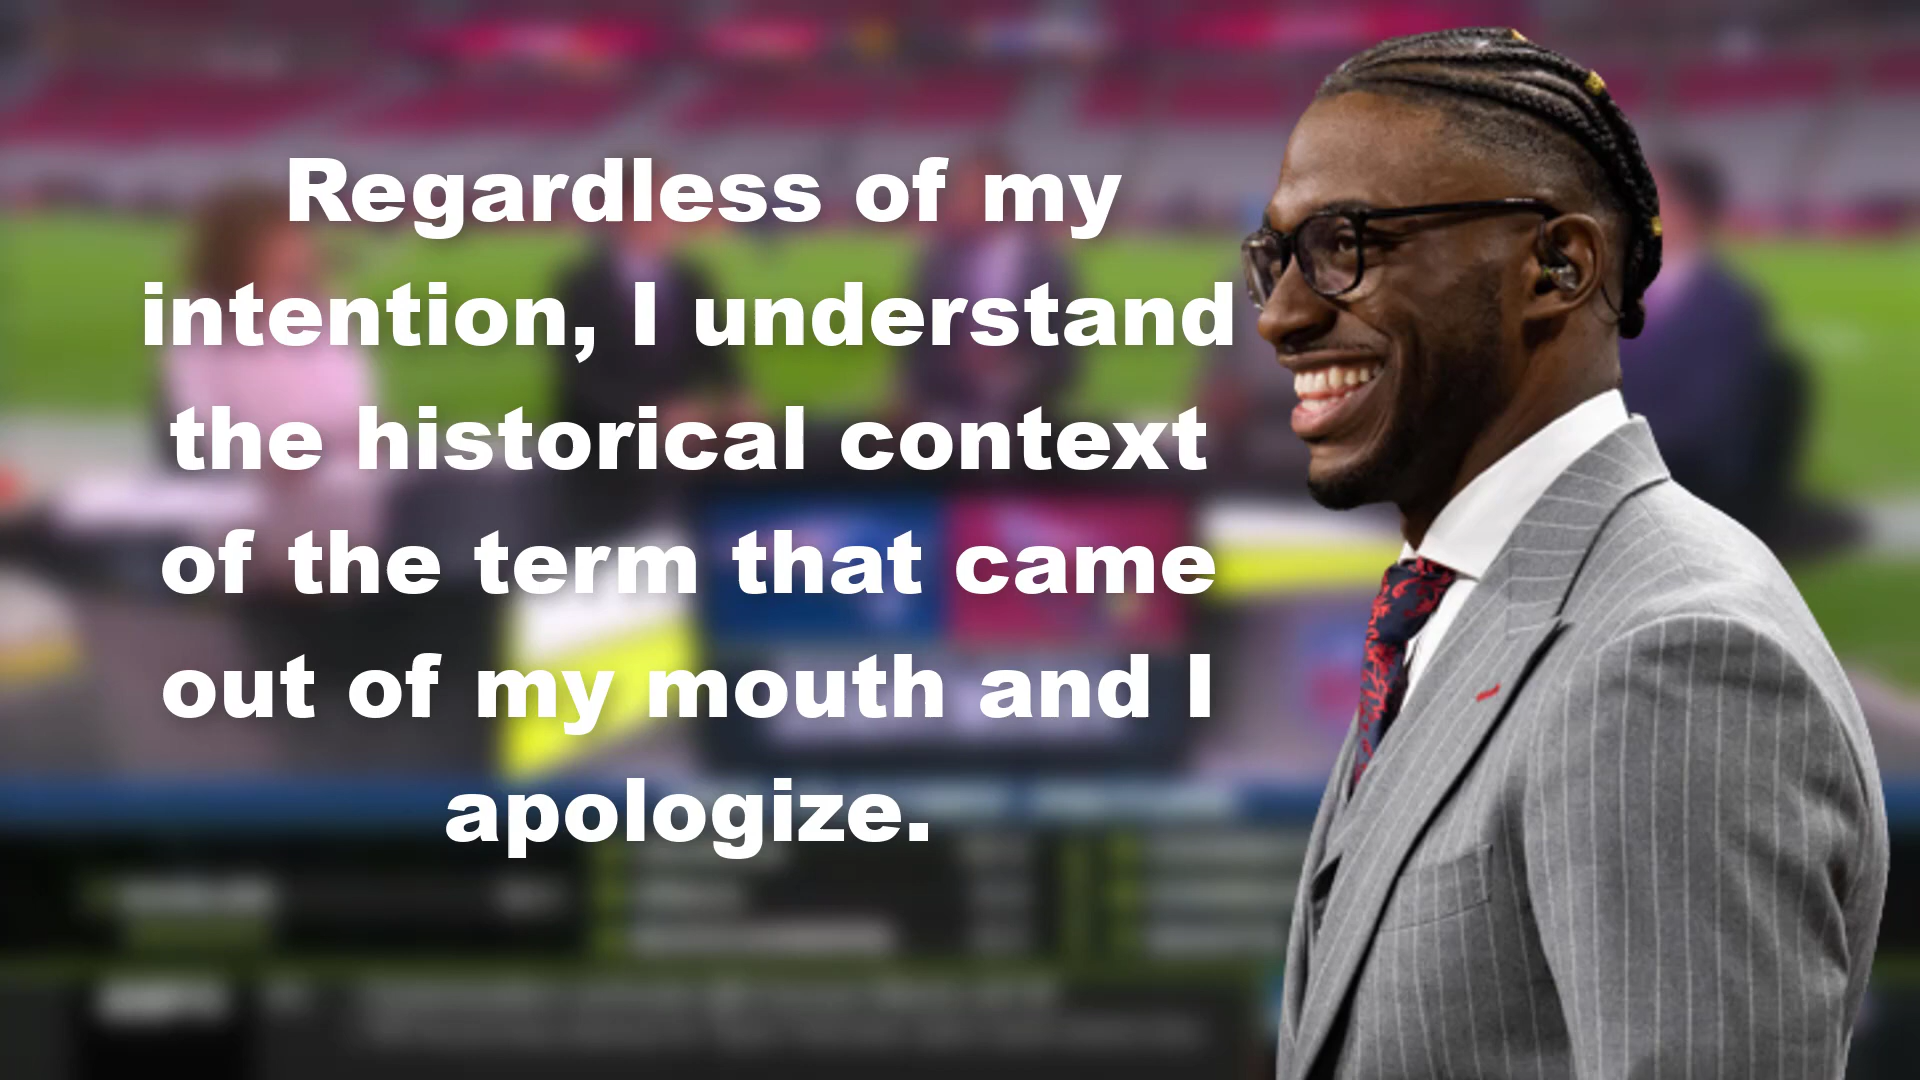 Regardless of my
intention, I understand
the historical context
of the term that came
out of my mouth and I
apologize.